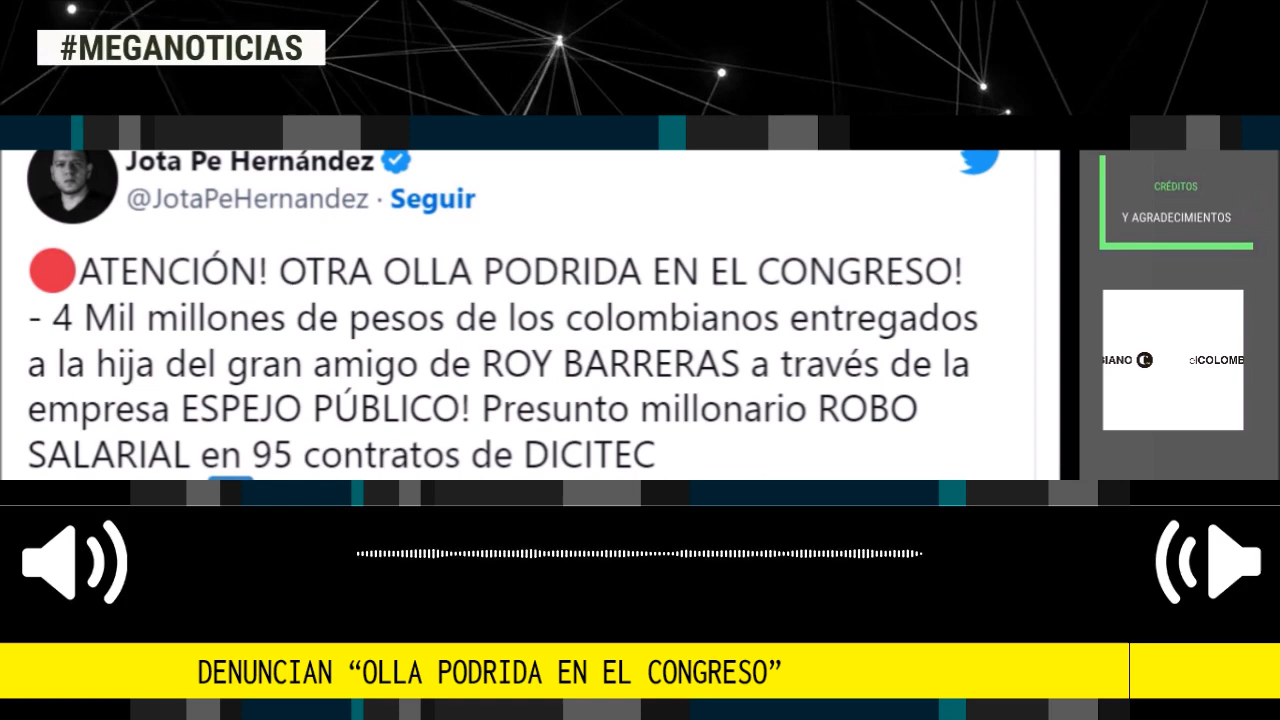 #MEGANOTICIAS
Jota Pe Hernández
@JotaPeHernandez · Seguir
ATENCIÓN! OTRA OLLA PODRIDA EN EL CONGRESO!
- 4 Mil millones de pesos de los colombianos entregados
a la hija del gran amigo de ROY BARRERAS a través de la
empresa ESPEJO PÚBLICO! Presunto millonario ROBO
SALARIAL en 95 contratos de DICITEC
CRÉDITOS
Y AGRADECIMIENTOS
IANO
elCOLOMB
DENUNCIAN “OLLA PODRIDA EN EL CONGRESO”